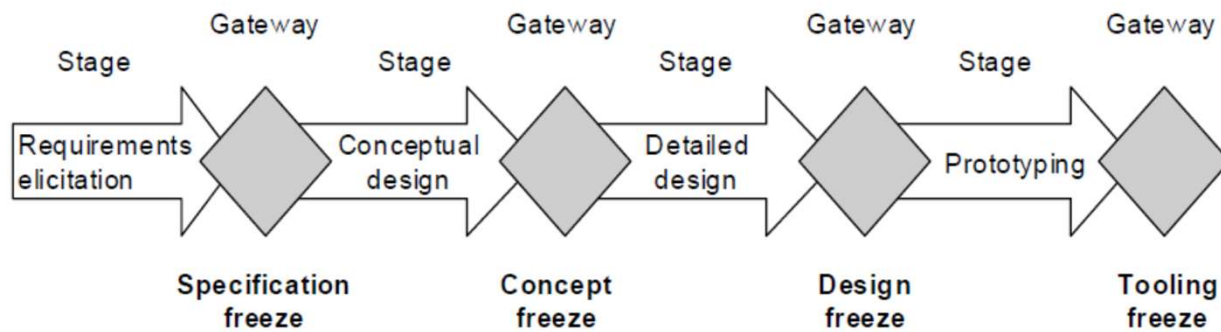 Gateway Gateway Gateway Gateway
Stage Stage Stage Stage
Requirements
elicitation
Conceptual
design
Detailed
design
Prototyping
Specification
freeze
Concept
freeze
Design
freeze
Tooling
freeze